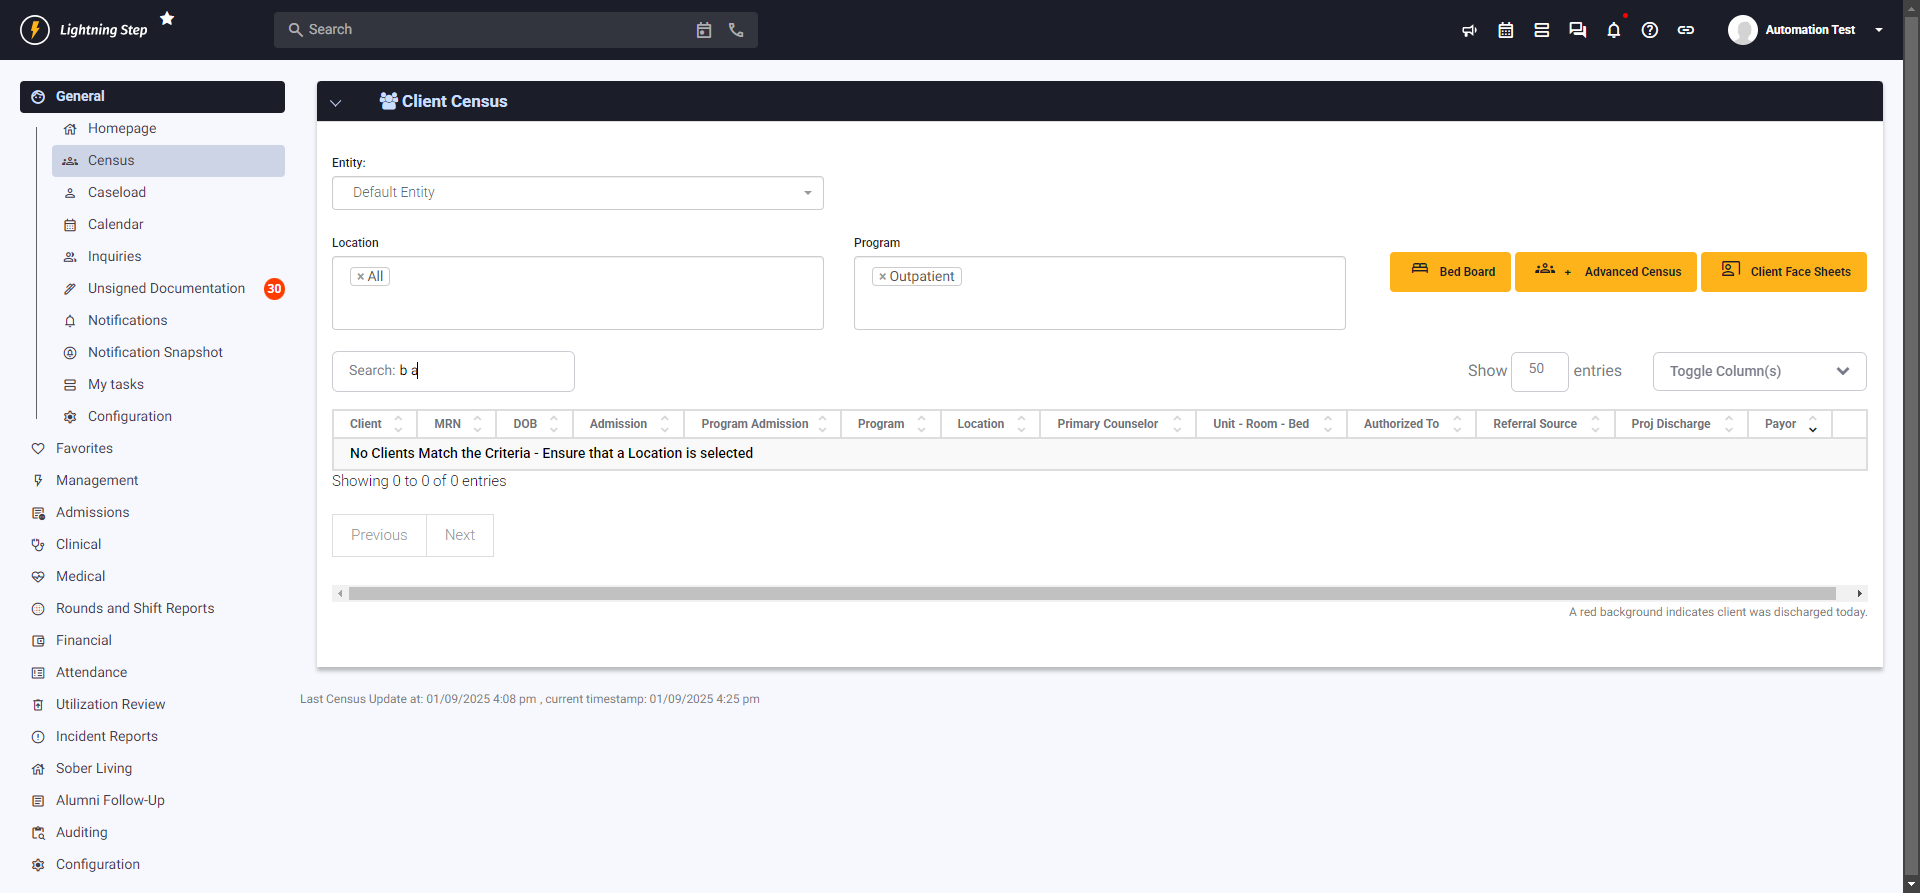 Lightning Step
Search
Automation Test
General
Homepage
Census
Caseload
Calendar
Inquiries
Unsigned Documentation 30
Notifications
Notification Snapshot
My tasks
Configuration
Favorites
Management
Admissions
Clinical
Medical
Rounds and Shift Reports
Financial
Attendance
Utilization Review
Incident Reports
Sober Living
Alumni Follow-Up
Auditing
Configuration
Client Census
Entity:
Default Entity
Location
Program
× All
× Outpatient
Bed Board
+ Advanced Census
Client Face Sheets
Search: b a
Show 50 entries
Toggle Column(s)
Client MRN DOB Admission Program Admission Program Location Primary Counselor Unit - Room - Bed Authorized To Referral Source Proj Discharge Payor
No Clients Match the Criteria - Ensure that a Location is selected
Showing 0 to 0 of 0 entries
Previous Next
A red background indicates client was discharged today.
Last Census Update at: 01/09/2025 4:08 pm , current timestamp: 01/09/2025 4:25 pm